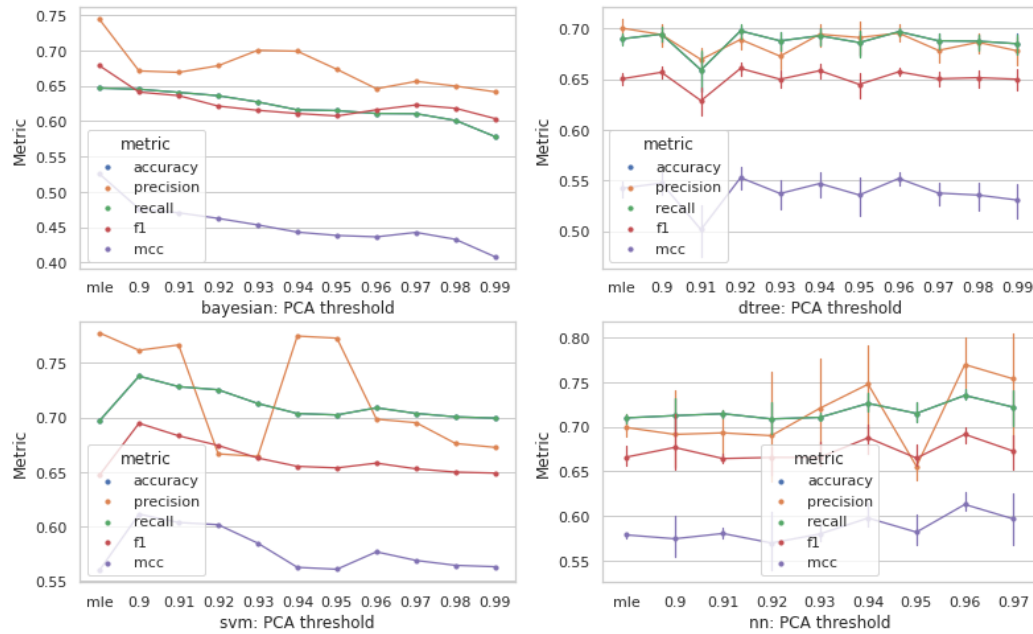 0.75
0.70
0.65
0.60
0.55
0.50
0.45
0.40
Metric
metric
accuracy
precision
recall
f1
mcc
mle 0.9 0.91 0.92 0.93 0.94 0.95 0.96 0.97 0.98 0.99
bayesian: PCA threshold
0.70
0.65
0.60
0.55
0.50
Metric
metric
accuracy
precision
recall
f1
mcc
mle 0.9 0.91 0.92 0.93 0.94 0.95 0.96 0.97 0.98 0.99
dtree: PCA threshold
0.75
0.70
0.65
0.60
0.55
Metric
metric
accuracy
precision
recall
f1
mcc
mle 0.9 0.91 0.92 0.93 0.94 0.95 0.96 0.97 0.98 0.99
svm: PCA threshold
0.80
0.75
0.70
0.65
0.60
0.55
Metric
metric
accuracy
precision
recall
f1
mcc
mle 0.9 0.91 0.92 0.93 0.94 0.95 0.96 0.97
nn: PCA threshold